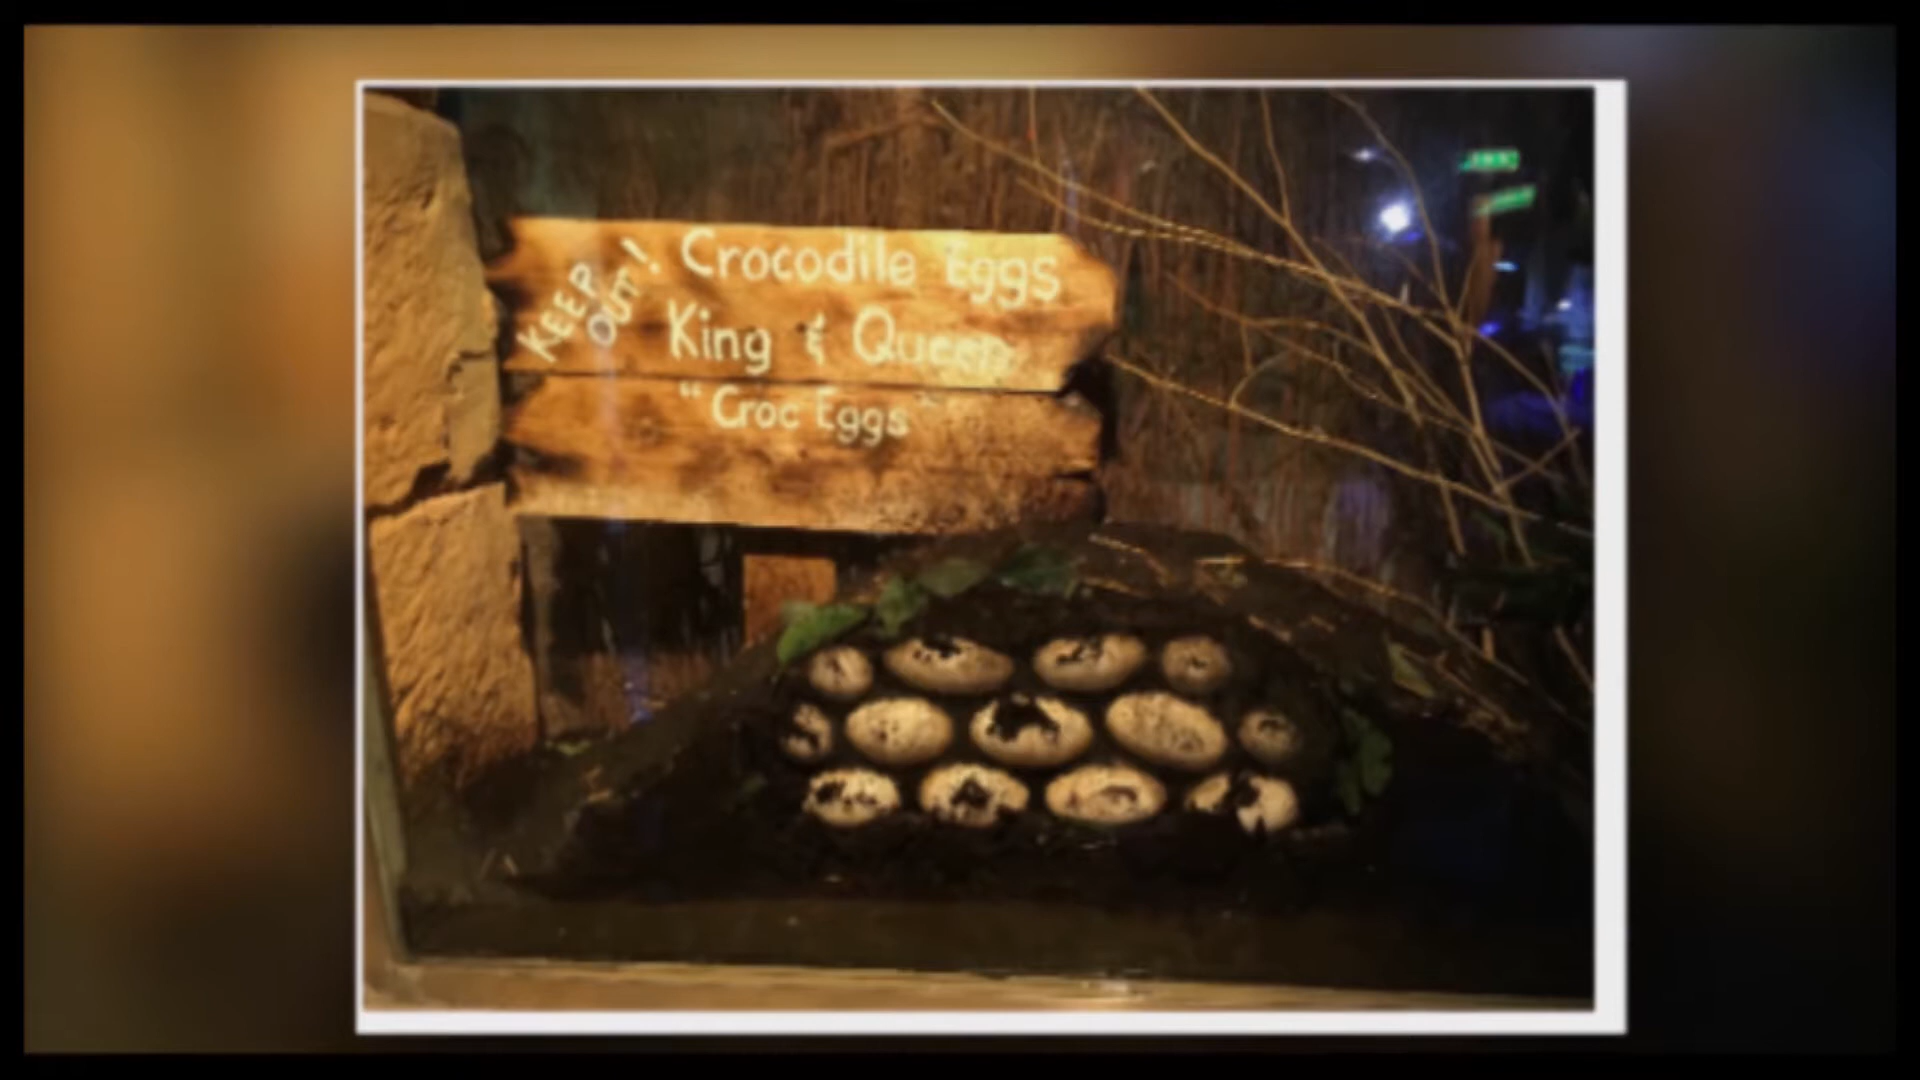 KEEP
OUT!
Crocodile Eggs
King & Queen
"Croc Eggs"